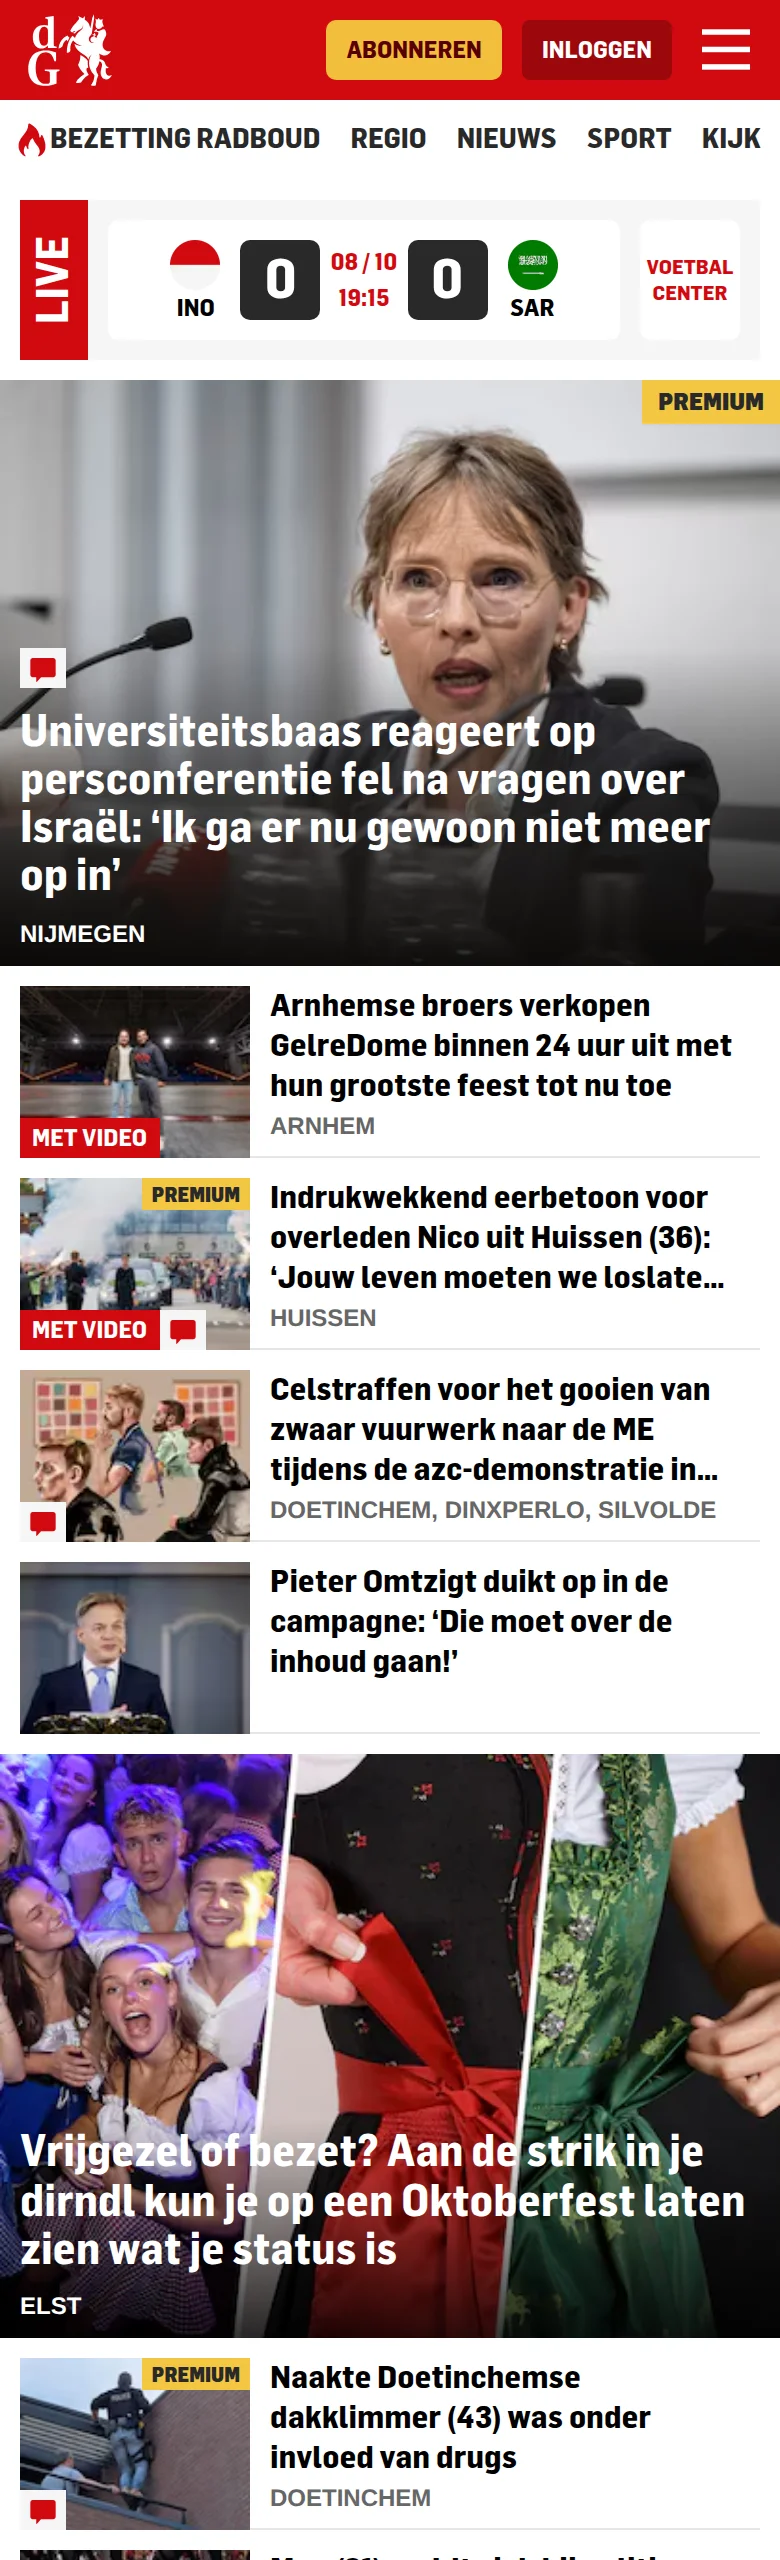 d
G
ABONNEREN
INLOGGEN
BEZETTING RADBOUD
REGIO
NIEUWS
SPORT
KIJK
LIVE
INO
0
08 / 10
19:15
0
SAR
VOETBAL
CENTER
PREMIUM
Universiteitsbaas reageert op
persconferentie fel na vragen over
Israël: ‘Ik ga er nu gewoon niet meer
op in’
NIJMEGEN
Arnhemse broers verkopen
GelreDome binnen 24 uur uit met
hun grootste feest tot nu toe
ARNHEM
MET VIDEO
PREMIUM
Indrukwekkend eerbetoon voor
overleden Nico uit Huissen (36):
‘Jouw leven moeten we loslate...
HUISSEN
MET VIDEO
Celstraffen voor het gooien van
zwaar vuurwerk naar de ME
tijdens de azc-demonstratie in...
DOETINCHEM, DINXPERLO, SILVOLDE
Pieter Omtzigt duikt op in de
campagne: ‘Die moet over de
inhoud gaan!’
Vrijgezel of bezet? Aan de strik in je
dirndl kun je op een Oktoberfest laten
zien wat je status is
ELST
PREMIUM
Naakte Doetinchemse
dakklimmer (43) was onder
invloed van drugs
DOETINCHEM